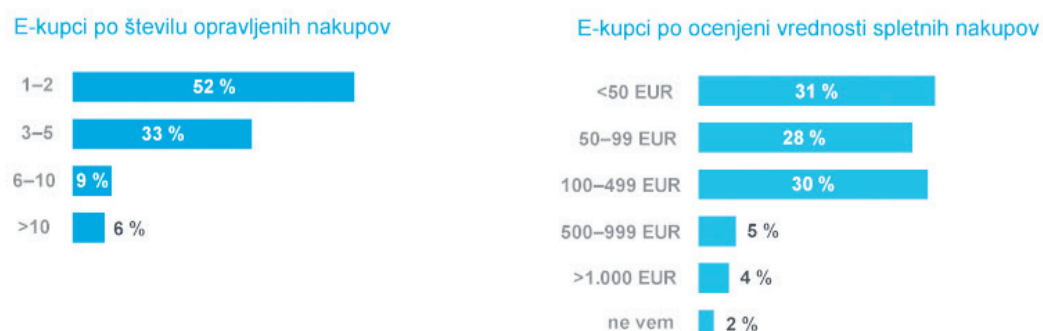 E-kupci po številu opravljenih nakupov
1–2 52 %
3–5 33 %
6–10 9 %
>10 6 %
E-kupci po ocenjeni vrednosti spletnih nakupov
<50 EUR 31 %
50–99 EUR 28 %
100–499 EUR 30 %
500–999 EUR 5 %
>1.000 EUR 4 %
ne vem 2 %